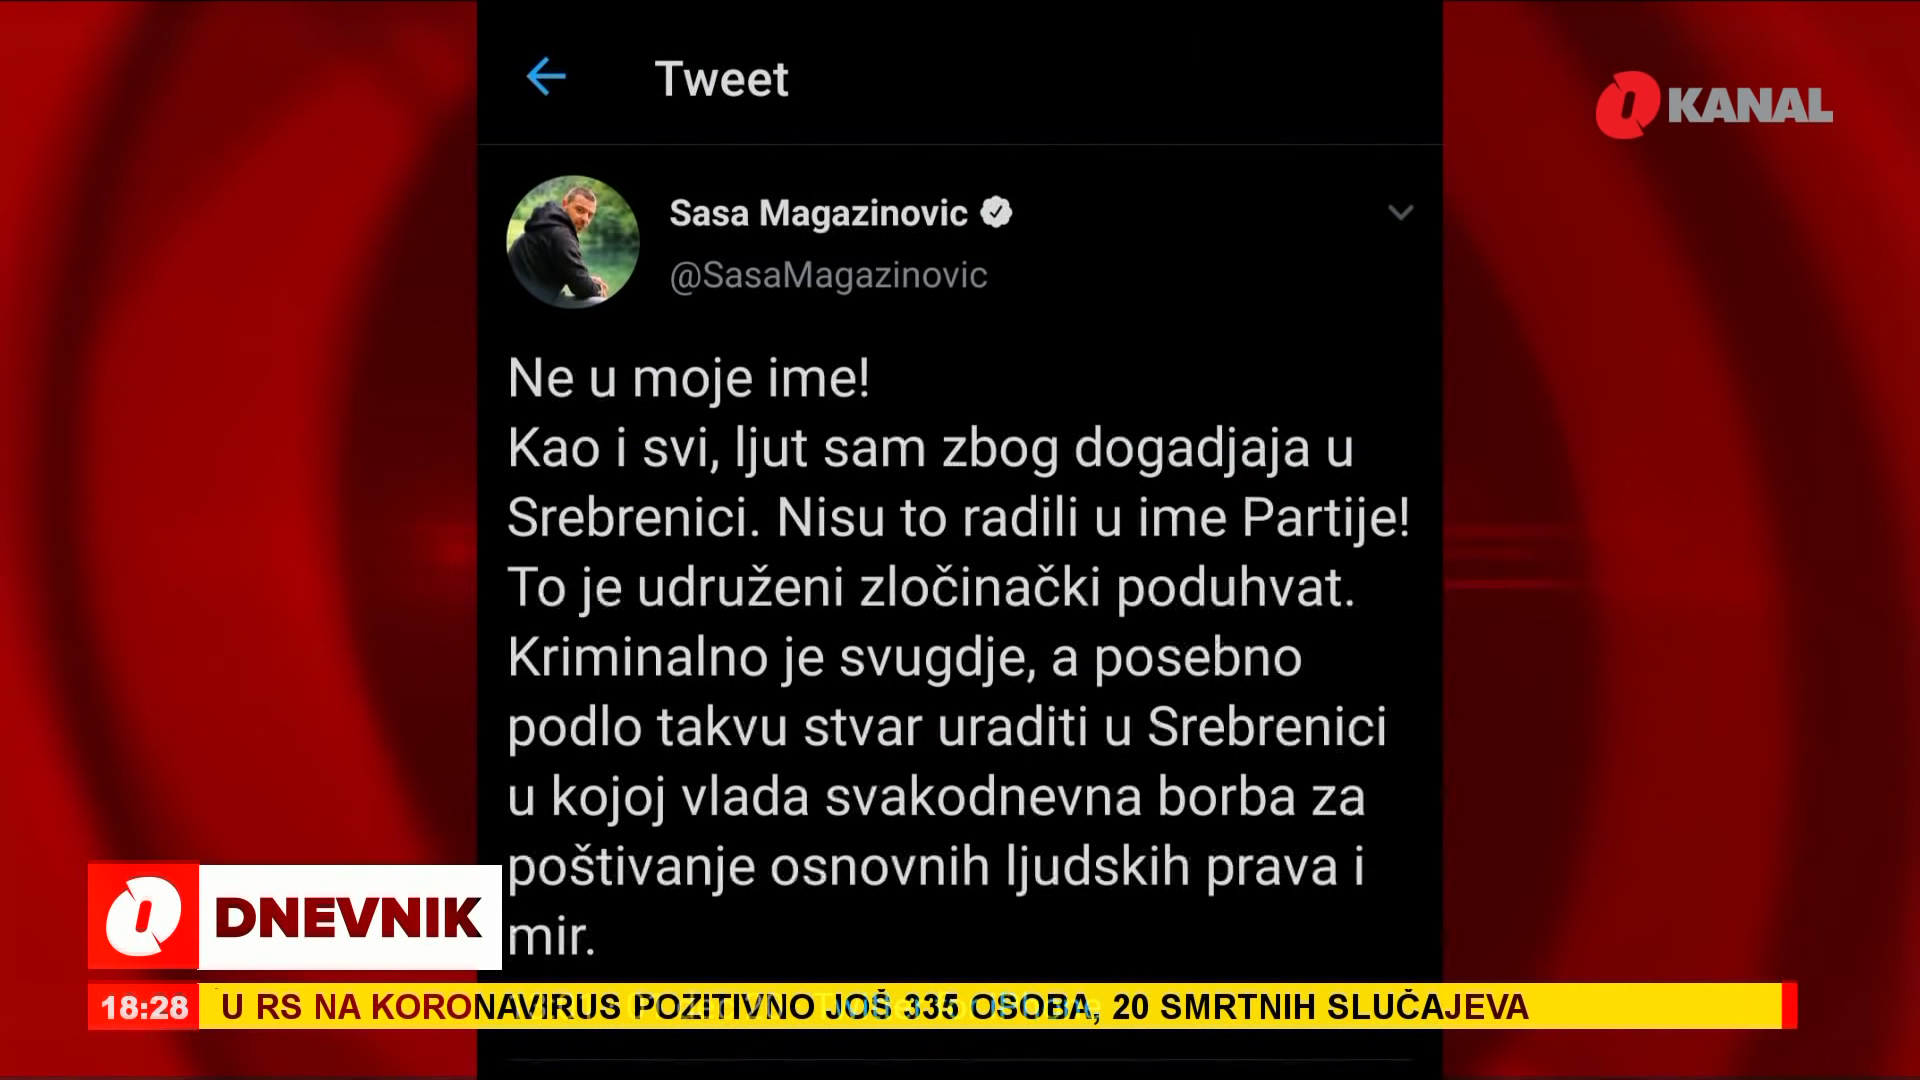 Tweet
O KANAL
Sasa Magazinovic
@SasaMagazinovic
Ne u moje ime!
Kao i svi, ljut sam zbog dogadjaja u
Srebrenici. Nisu to radili u ime Partije!
To je udruženi zločinački poduhvat.
Kriminalno je svugdje, a posebno
podlo takvu stvar uraditi u Srebrenici
u kojoj vlada svakodnevna borba za
poštivanje osnovnih ljudskih prava i
mir.
O DNEVNIK
18:28 U RS NA KORONAVIRUS POZITIVNO JOŠ 335 OSOBA, 20 SMRTNIH SLUČAJEVA